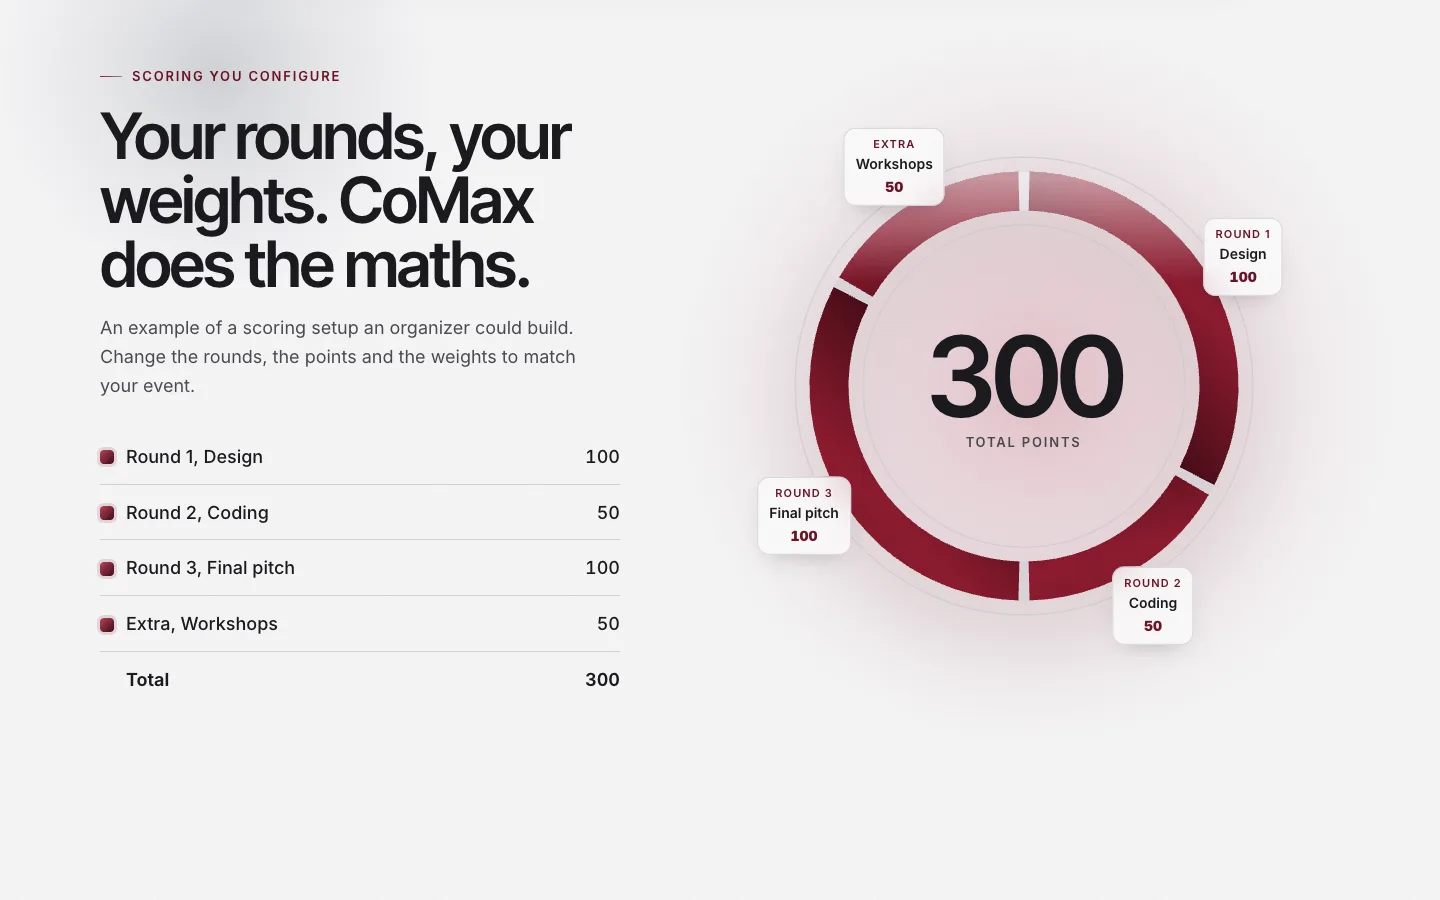 SCORING YOU CONFIGURE
Your rounds, your
weights. CoMax
does the maths.
An example of a scoring setup an organizer could build.
Change the rounds, the points and the weights to match
your event.
Round 1, Design 100
Round 2, Coding 50
Round 3, Final pitch 100
Extra, Workshops 50
Total 300
EXTRA
Workshops
50
ROUND 1
Design
100
300
TOTAL POINTS
ROUND 3
Final pitch
100
ROUND 2
Coding
50